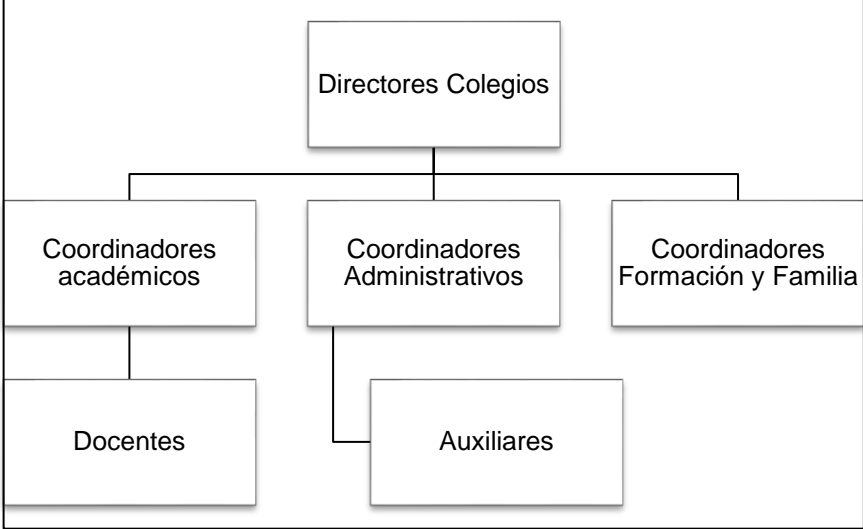 Directores Colegios
Coordinadores
académicos
Coordinadores
Administrativos
Coordinadores
Formación y Familia
Docentes
Auxiliares